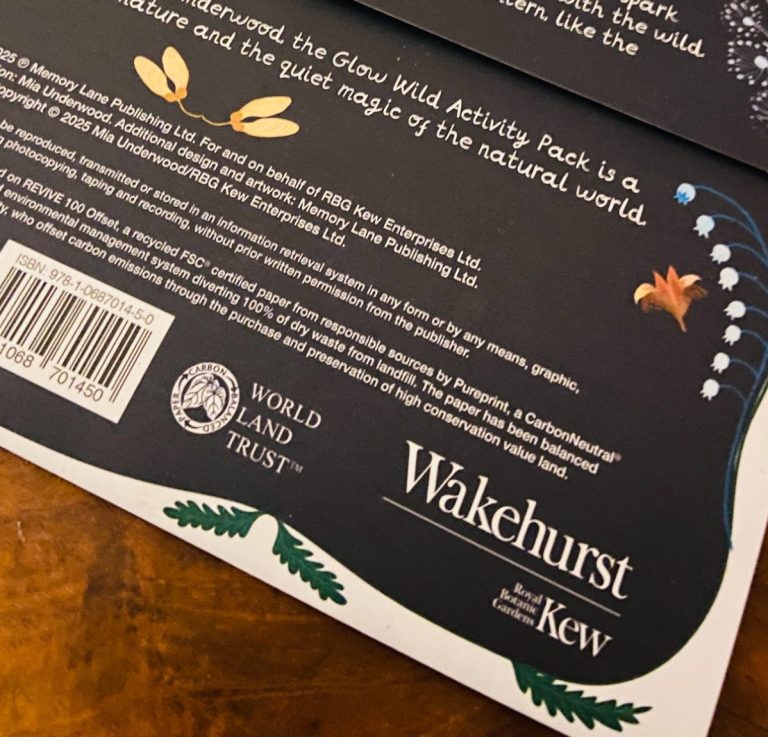 spark
with the wild
tern, like the
nderwood, the Glow Wild Activity Pack is a
nature and the quiet magic of the natural world.
025 ® Memory Lane Publishing Ltd. For and on behalf of RBG Kew Enterprises Ltd.
on: Mia Underwood. Additional design and artwork: Memory Lane Publishing Ltd.
opyright © 2025 Mia Underwood/RBG Kew Enterprises Ltd.
be reproduced, transmitted or stored in an information retrieval system in any form or by any means, graphic,
photocopying, taping and recording, without prior written permission from the publisher.
d on REVIVE 100 Offset, a recycled FSC® certified paper from responsible sources by Pureprint, a CarbonNeutral®
environmental management system diverting 100% of dry waste from landfill. The paper has been balanced
ty, who offset carbon emissions through the purchase and preservation of high conservation value land.
ISBN: 978-1-0687014-5-0
1068 701450
CARBON BALANCED PAPER
WORLD
LAND
TRUST™
Wakehurst
Royal
Botanic
Gardens
Kew